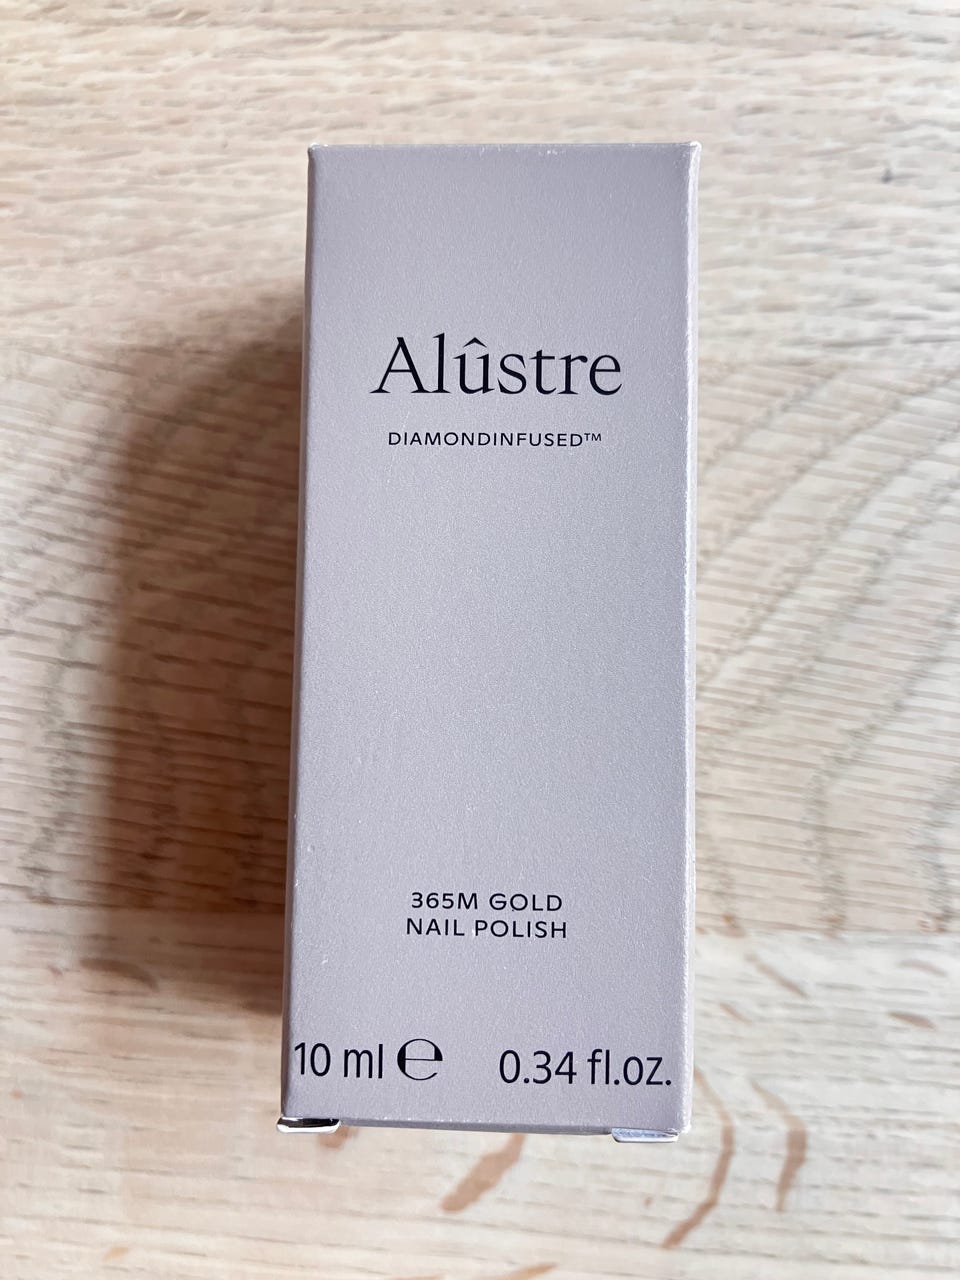 Alûstre
DIAMONDINFUSED™
365M GOLD
NAIL POLISH
10 ml ℮ 0.34 fl.oz.